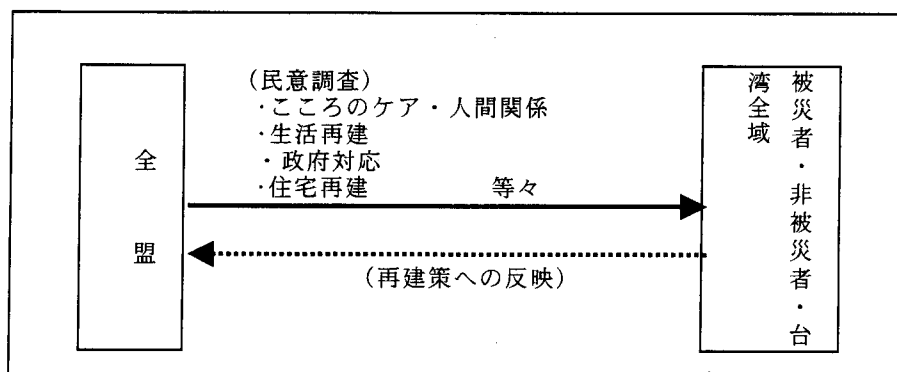 全盟
(民意調査)
・こころのケア・人間関係
・生活再建
・政府対応
・住宅再建 等々
(再建策への反映)
被災者・非被災者・台
湾全域